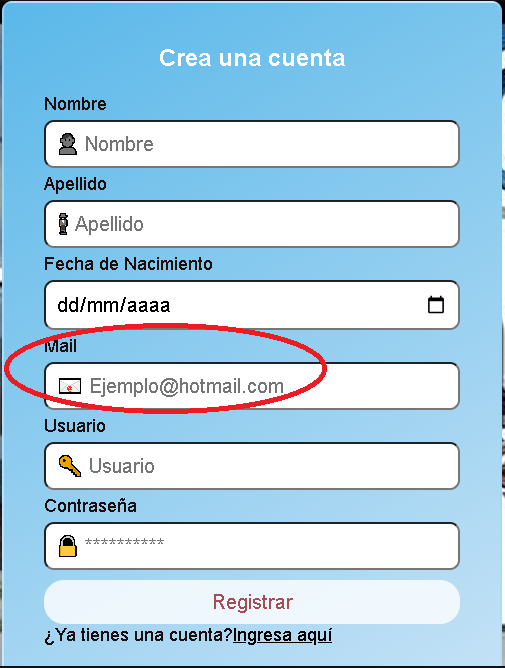 Crea una cuenta
Nombre
Nombre
Apellido
Apellido
Fecha de Nacimiento
dd/mm/aaaa
Mail
Ejemplo@hotmail.com
Usuario
Usuario
Contraseña
**********
Registrar
¿Ya tienes una cuenta?Ingresa aquí